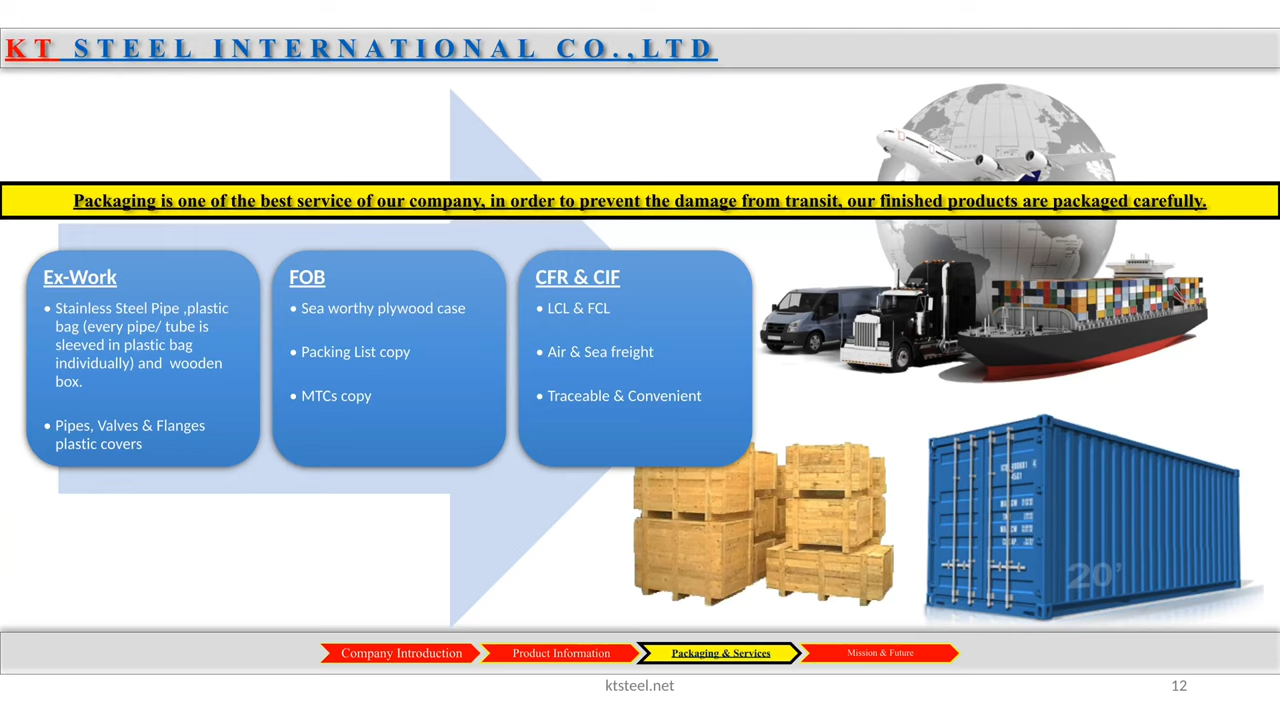 KT STEEL INTERNATIONAL CO.,LTD
Packaging is one of the best service of our company, in order to prevent the damage from transit, our finished products are packaged carefully.
Ex-Work
• Stainless Steel Pipe ,plastic
bag (every pipe/ tube is
sleeved in plastic bag
individually) and wooden
box.
• Pipes, Valves & Flanges
plastic covers
FOB
• Sea worthy plywood case
• Packing List copy
• MTCs copy
CFR & CIF
• LCL & FCL
• Air & Sea freight
• Traceable & Convenient
20'
Company Introduction
Product Information
Packaging & Services
Mission & Future
ktsteel.net
12